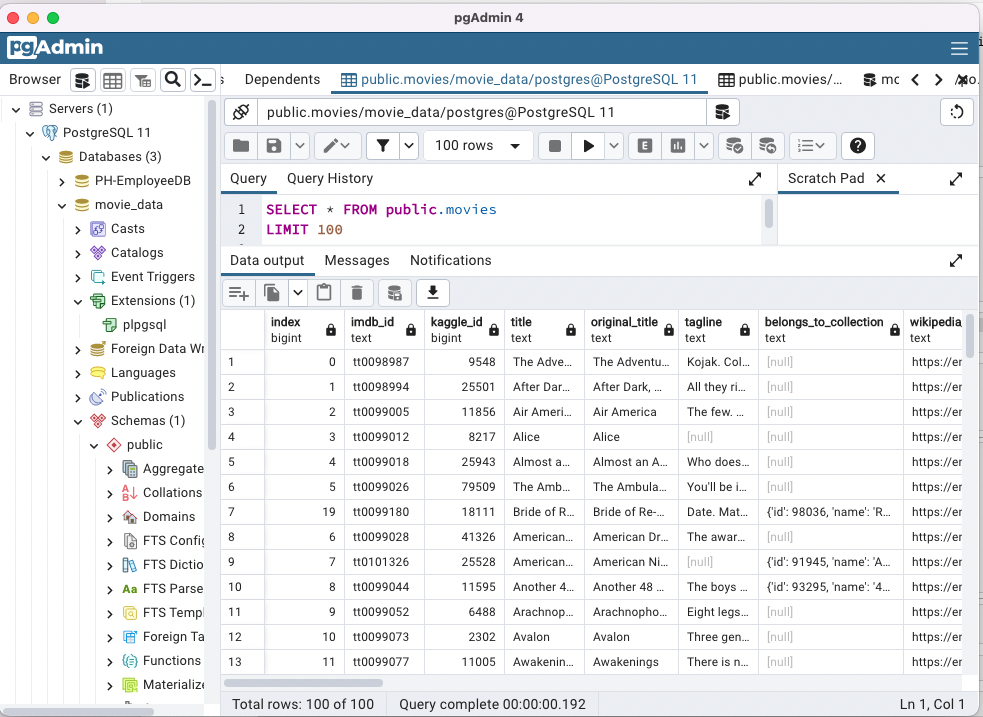 pgAdmin 4
pgAdmin
Browser
Dependents
public.movies/movie_data/postgres@PostgreSQL 11
public.movies/...
mc
Servers (1)
PostgreSQL 11
Databases (3)
PH-EmployeeDB
movie_data
Casts
Catalogs
Event Triggers
Extensions (1)
plpgsql
Foreign Data Wr
Languages
Publications
Schemas (1)
public
Aggregate
Collations
Domains
FTS Config
FTS Dictio
FTS Parse
FTS Templ
Foreign Ta
Functions
Materialize
public.movies/movie_data/postgres@PostgreSQL 11
100 rows
E
Query Query History
Scratch Pad
1 SELECT * FROM public.movies
2 LIMIT 100
Data output Messages Notifications
index imdb_id kaggle_id title original_title tagline belongs_to_collection wikipedia_
bigint text bigint text text text text text
1 0 tt0098987 9548 The Adve... The Adventu... Kojak. Col... [null] https://en
2 1 tt0098994 25501 After Dar... After Dark, ... All they ri... [null] https://en
3 2 tt0099005 11856 Air Ameri... Air America The few. ... [null] https://en
4 3 tt0099012 8217 Alice Alice [null] [null] https://en
5 4 tt0099018 25943 Almost a... Almost an A... Who does... [null] https://en
6 5 tt0099026 79509 The Amb... The Ambula... You'll be i... [null] https://en
7 19 tt0099180 18111 Bride of R... Bride of Re-... Date. Mat... {'id': 98036, 'name': 'R... https://en
8 6 tt0099028 41326 American... American Dr... The awar... [null] https://en
9 7 tt0101326 25528 American... American Ni... [null] {'id': 91945, 'name': 'A... https://en
10 8 tt0099044 11595 Another 4... Another 48 ... The boys ... {'id': 93295, 'name': '4... https://en
11 9 tt0099052 6488 Arachnop... Arachnopho... Eight legs... [null] https://en
12 10 tt0099073 2302 Avalon Avalon Three gen... [null] https://en
13 11 tt0099077 11005 Awakenin... Awakenings There is n... [null] https://en
Total rows: 100 of 100 Query complete 00:00:00.192 Ln 1, Col 1